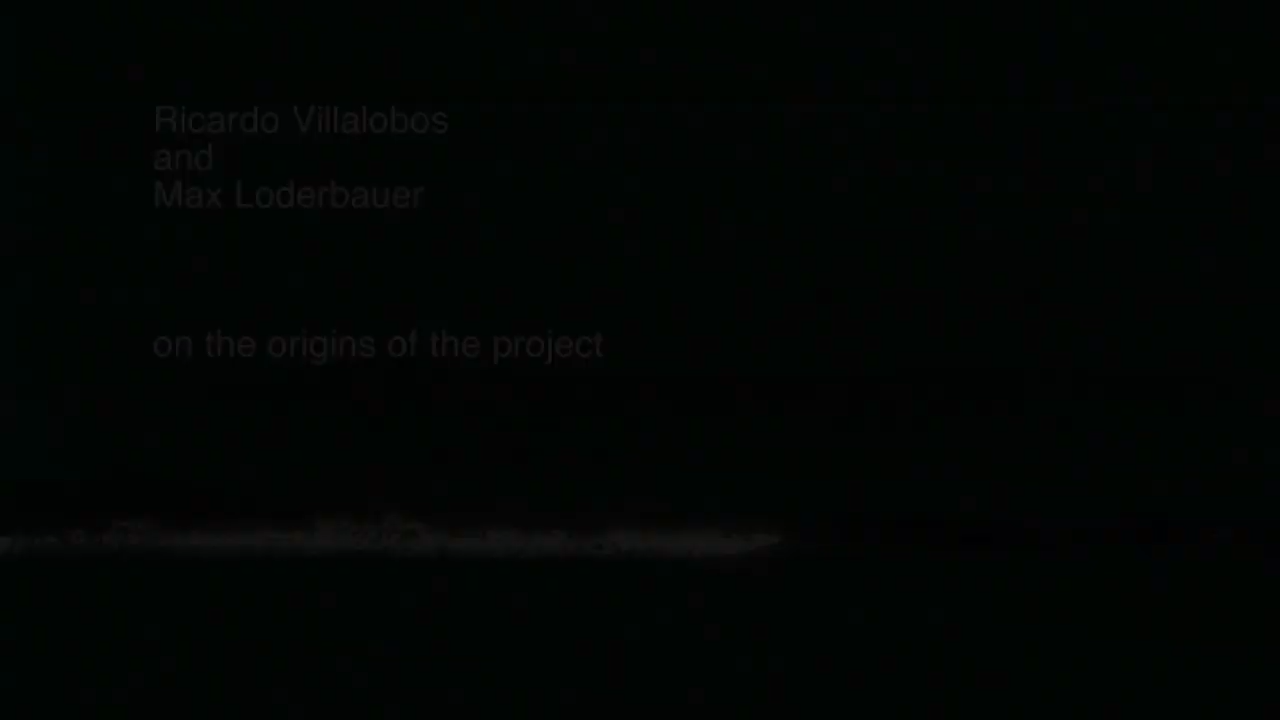 Ricardo Villalobos
and
Max Loderbauer
on the origins of the project